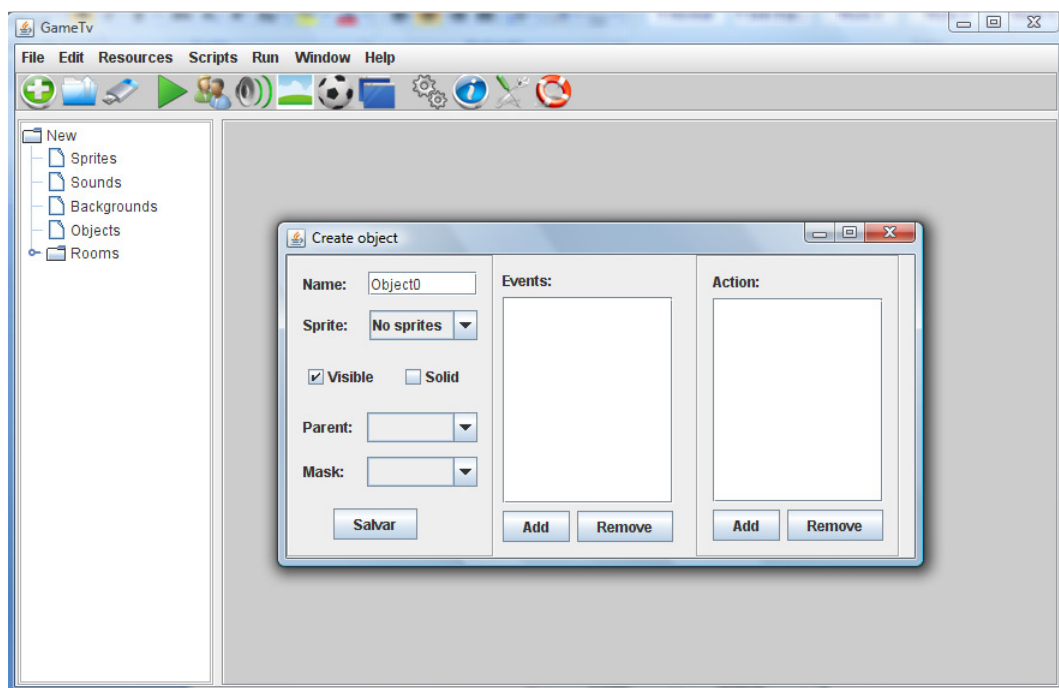 GameTv
File Edit Resources Scripts Run Window Help
New
Sprites
Sounds
Backgrounds
Objects
Rooms
Create object
Name: Object0
Sprite: No sprites
Visible Solid
Parent:
Mask:
Salvar
Events:
Add Remove
Action:
Add Remove